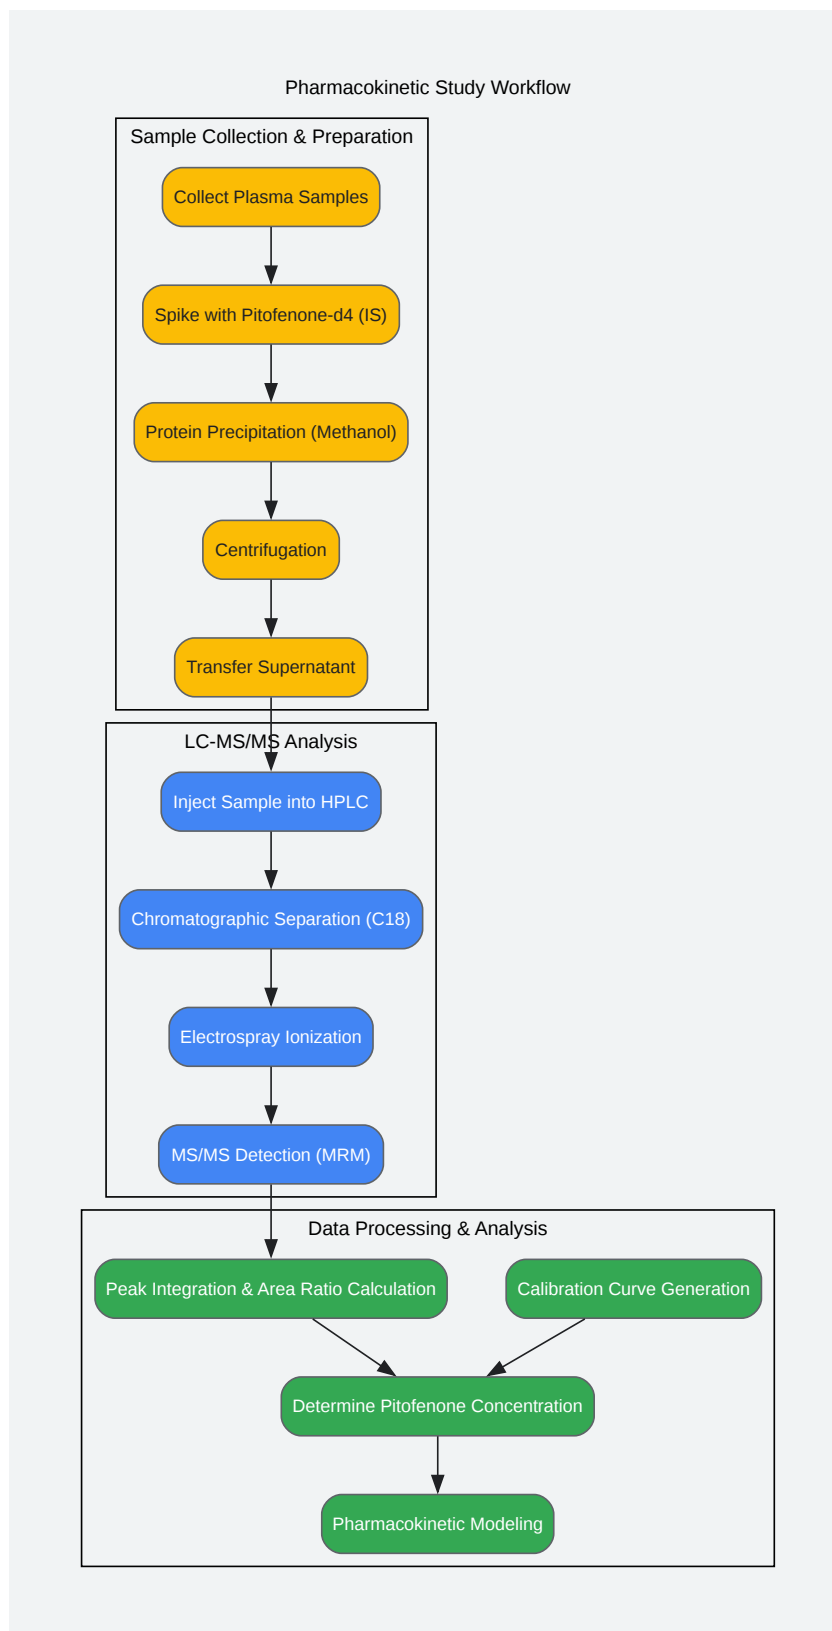 Pharmacokinetic Study Workflow
Sample Collection & Preparation
Collect Plasma Samples
Spike with Pitofenone-d4 (IS)
Protein Precipitation (Methanol)
Centrifugation
Transfer Supernatant
LC-MS/MS Analysis
Inject Sample into HPLC
Chromatographic Separation (C18)
Electrospray Ionization
MS/MS Detection (MRM)
Data Processing & Analysis
Peak Integration & Area Ratio Calculation
Calibration Curve Generation
Determine Pitofenone Concentration
Pharmacokinetic Modeling